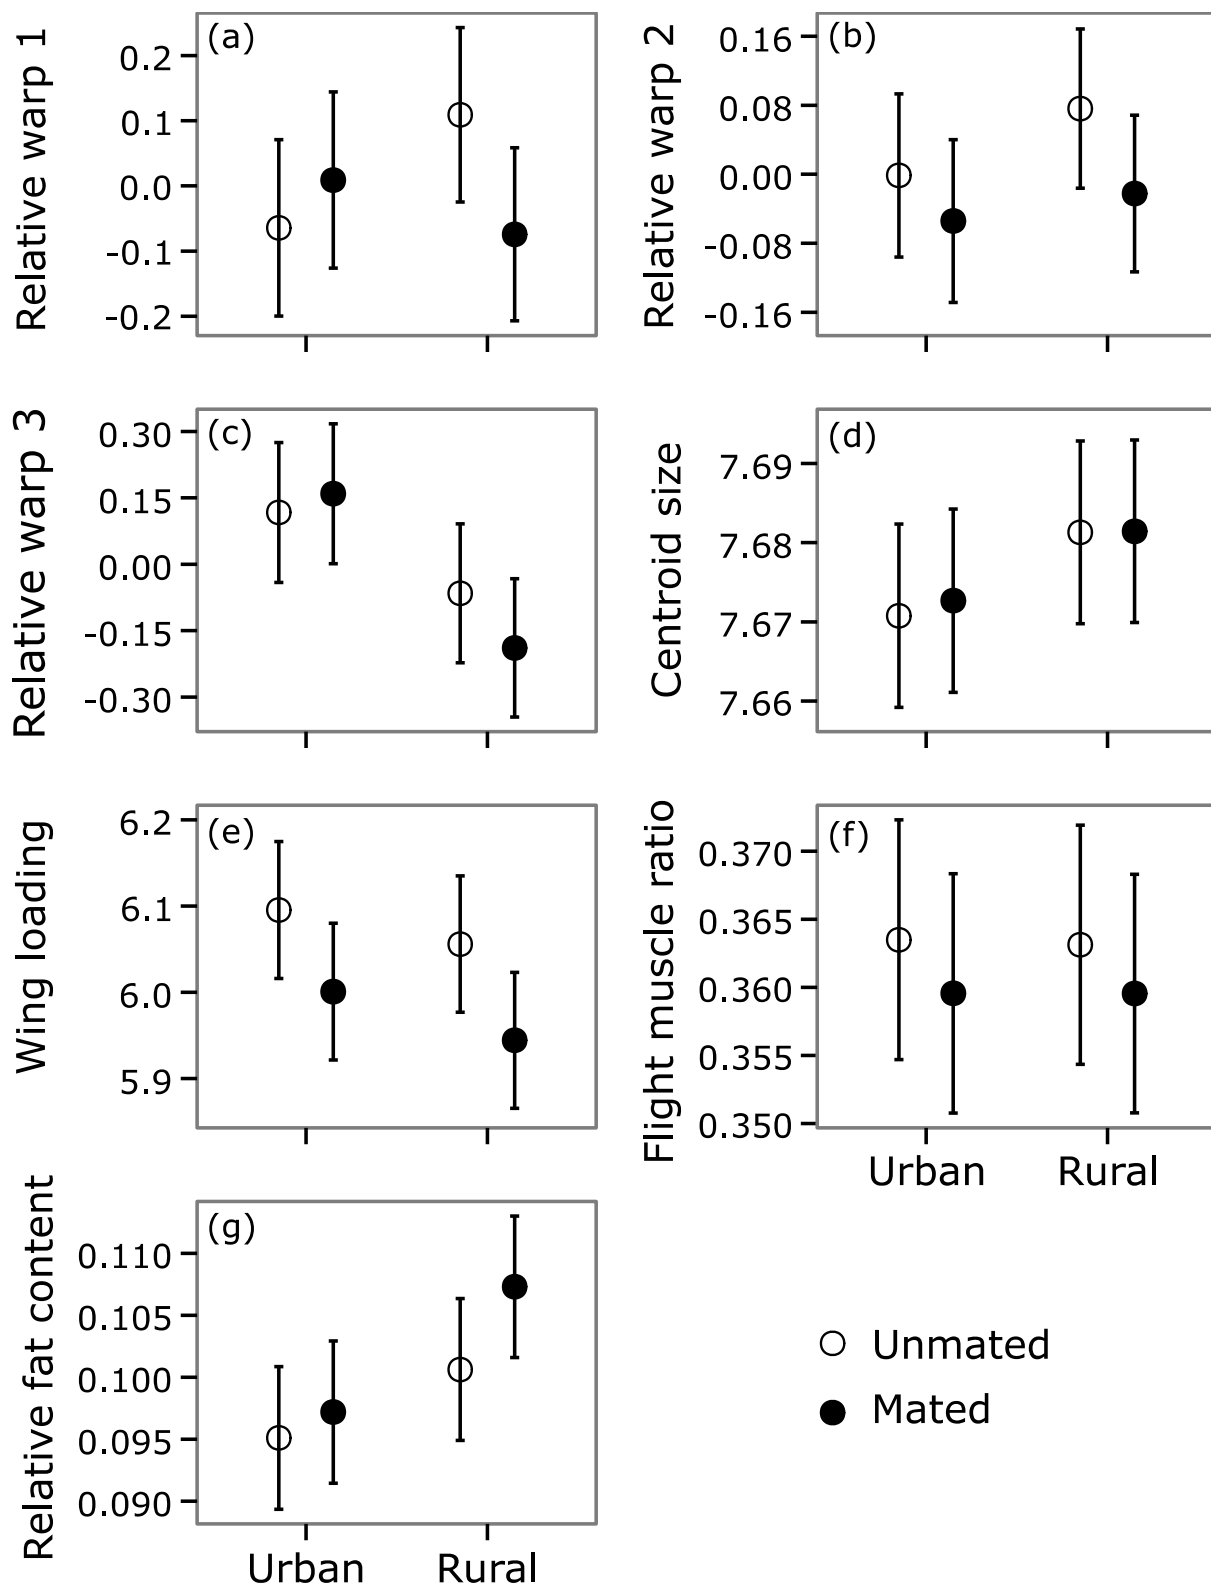 Relative warp 1
(a)
0.2
0.1
0.0
-0.1
-0.2
Relative warp 2
(b)
0.16
0.08
0.00
-0.08
-0.16
Relative warp 3
(c)
0.30
0.15
0.00
-0.15
-0.30
Centroid size
(d)
7.69
7.68
7.67
7.66
Wing loading
(e)
6.2
6.1
6.0
5.9
Flight muscle ratio
(f)
0.370
0.365
0.360
0.355
0.350
Urban Rural
Relative fat content
(g)
0.110
0.105
0.100
0.095
0.090
Urban Rural
Unmated
Mated